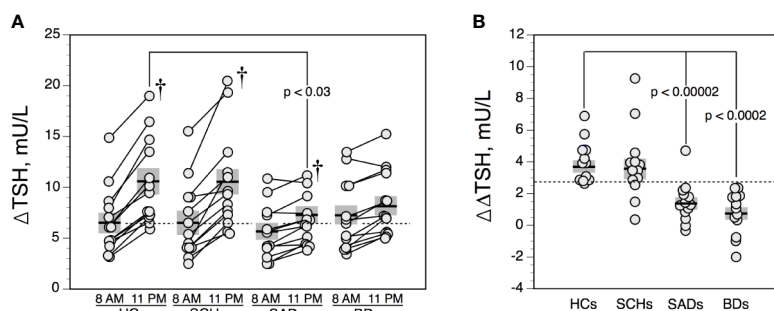 A
Δ TSH, mU/L
25
20
15
10
5
0
†
†
†
p < 0.03
8 AM 11 PM 8 AM 11 PM 8 AM 11 PM 8 AM 11 PM
B
Δ Δ TSH, mU/L
12
10
8
6
4
2
0
-2
-4
p < 0.00002
p < 0.0002
HCs SCHs SADs BDs